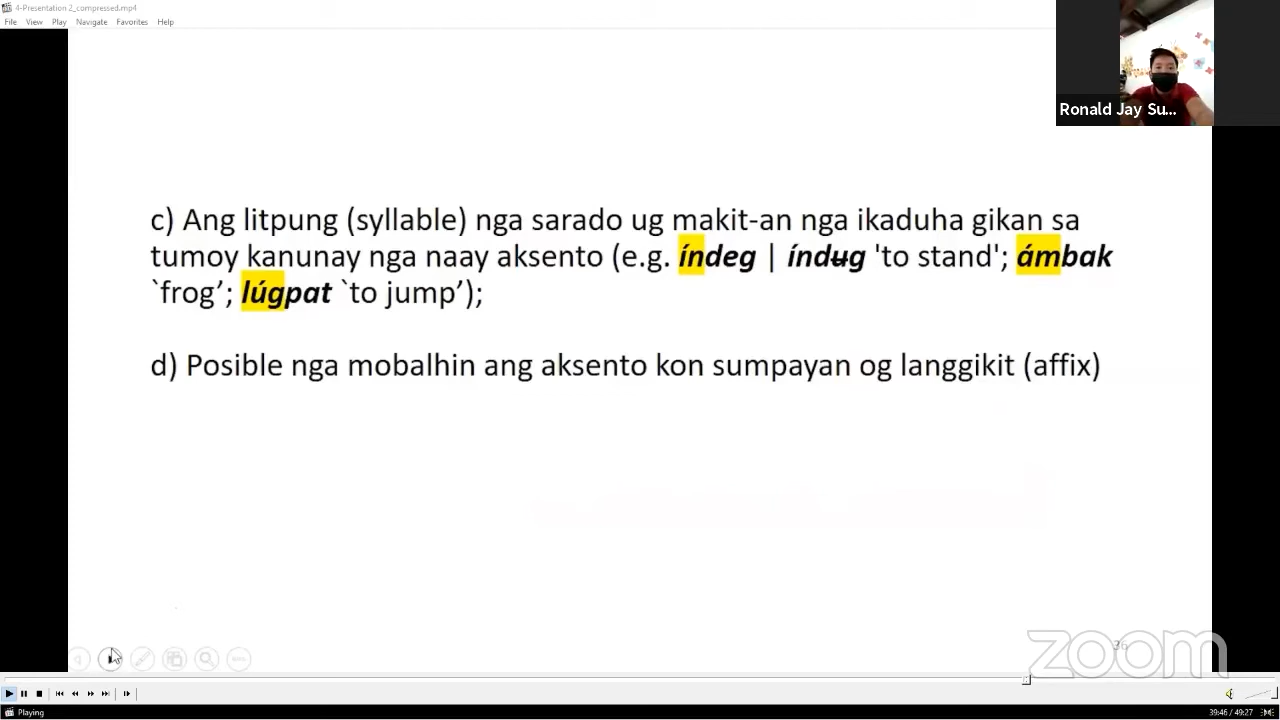 4-Presentation 2_compressed.mp4
File View Play Navigate Favorites Help
Ronald Jay Su...
c) Ang litpung (syllable) nga sarado ug makit-an nga ikaduha gikan sa
tumoy kanunay nga naay aksento (e.g. índeg | índʉg 'to stand'; ámbak
`frog’; lúgpat `to jump’);
d) Posible nga mobalhin ang aksento kon sumpayan og langgikit (affix)
36
zoom
Playing
39:46 / 49:27